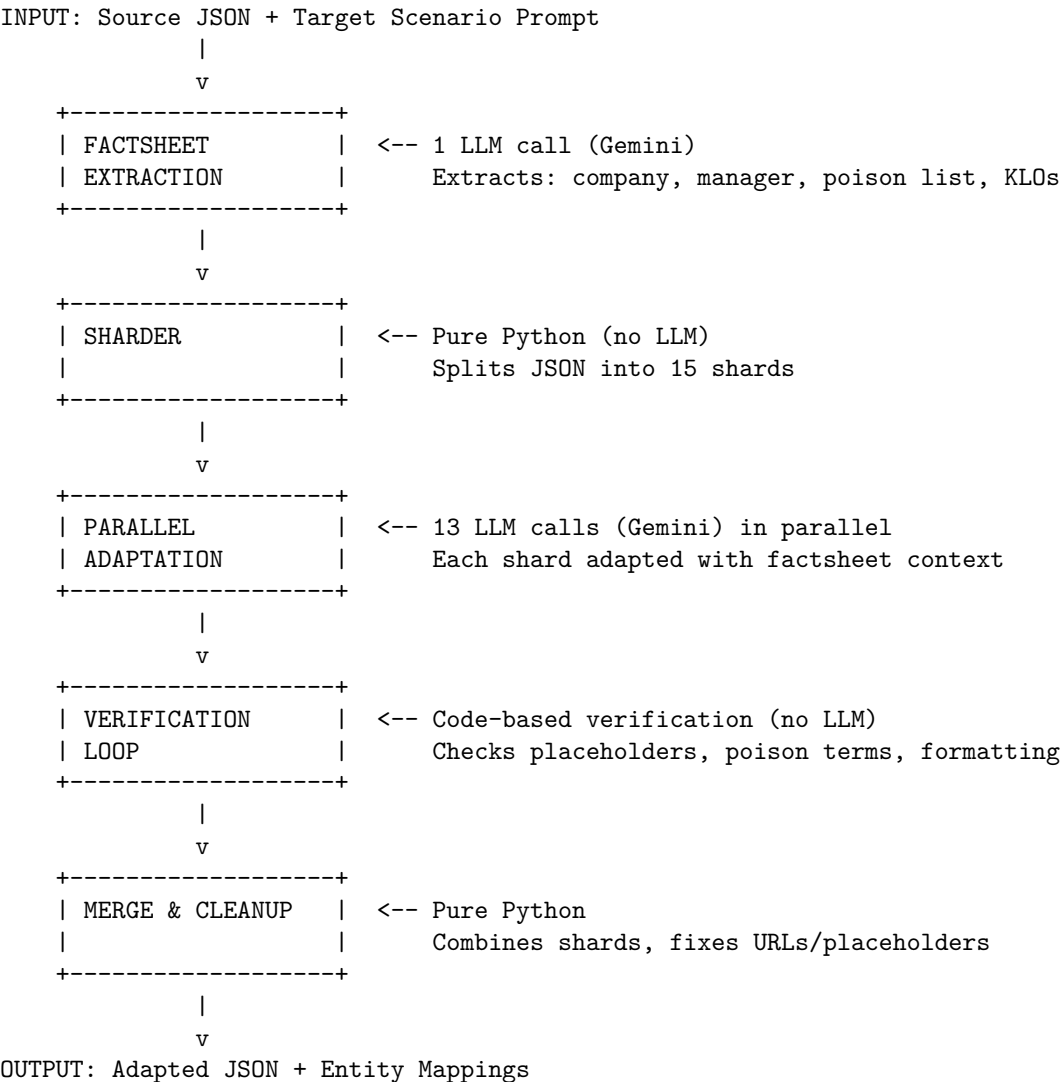 INPUT: Source JSON + Target Scenario Prompt
|
v
+------------------+
| FACTSHEET        | <-- 1 LLM call (Gemini)
| EXTRACTION       |     Extracts: company, manager, poison list, KLOs
+------------------+
|
v
+------------------+
| SHARDER          | <-- Pure Python (no LLM)
|                  |     Splits JSON into 15 shards
+------------------+
|
v
+------------------+
| PARALLEL         | <-- 13 LLM calls (Gemini) in parallel
| ADAPTATION       |     Each shard adapted with factsheet context
+------------------+
|
v
+------------------+
| VERIFICATION     | <-- Code-based verification (no LLM)
| LOOP             |     Checks placeholders, poison terms, formatting
+------------------+
|
v
+------------------+
| MERGE & CLEANUP  | <-- Pure Python
|                  |     Combines shards, fixes URLs/placeholders
+------------------+
|
v
OUTPUT: Adapted JSON + Entity Mappings